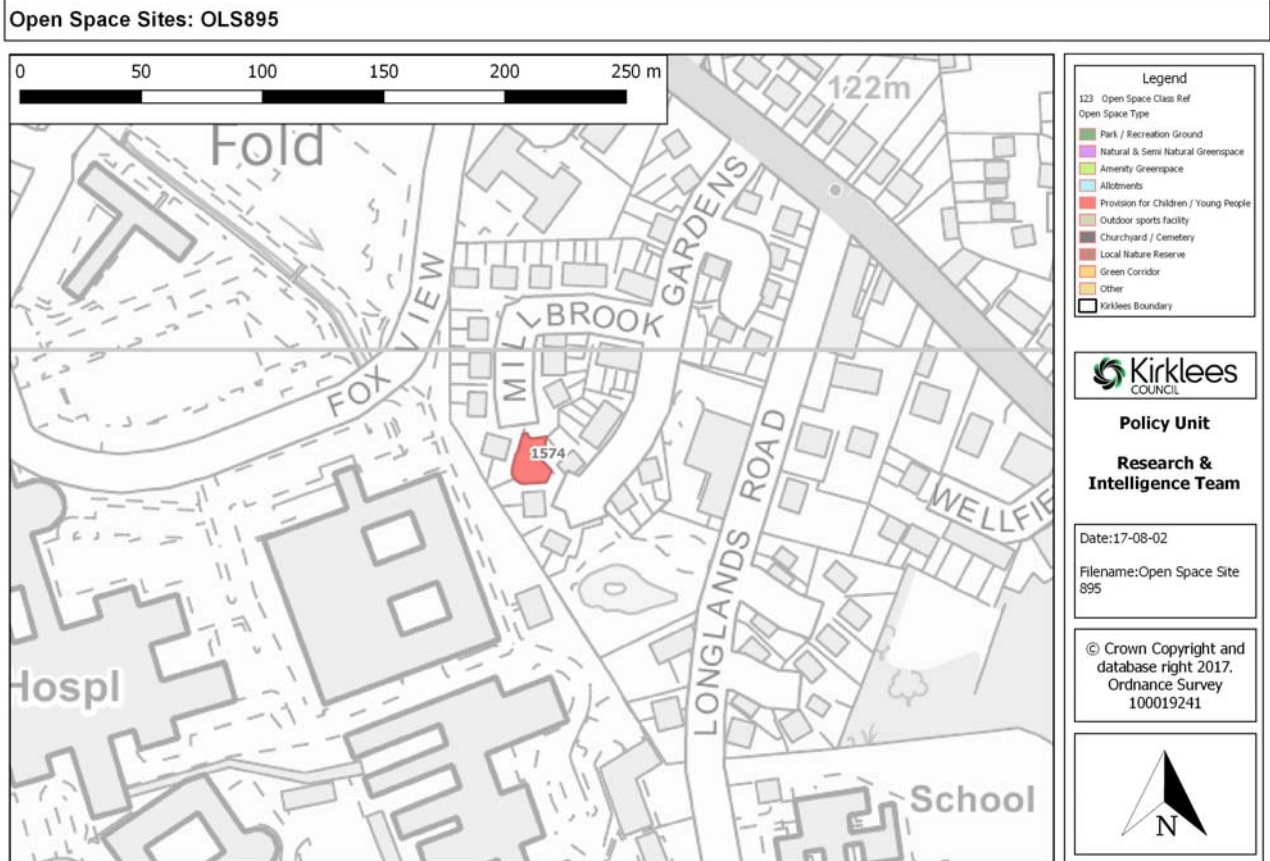 Open Space Sites: OLS895
0 50 100 150 200 250 m
122m
Fold
GARDENS
FOX VIEW
MILLBROOK
1574
LONGLANDS ROAD
Hospl
School
Legend
123 Open Space Class Ref
Open Space Type
Park / Recreation Ground
Natural & Semi Natural Greenspace
Amenity Greenspace
Allotments
Provision for Children / Young People
Outdoor sports facility
Churchyard / Cemetery
Local Nature Reserve
Green Corridor
Other
Kirklees Boundary
Kirklees
COUNCIL
Policy Unit
Research &
Intelligence Team
Date:17-08-02
Filename:Open Space Site
895
© Crown Copyright and
database right 2017.
Ordnance Survey
100019241
N